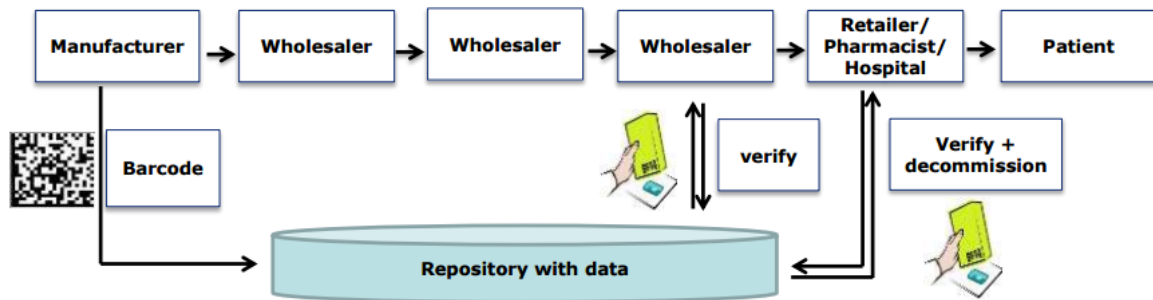 Manufacturer
Wholesaler
Wholesaler
Wholesaler
Retailer/
Pharmacist/
Hospital
Patient
Barcode
verify
Verify +
decommission
Repository with data